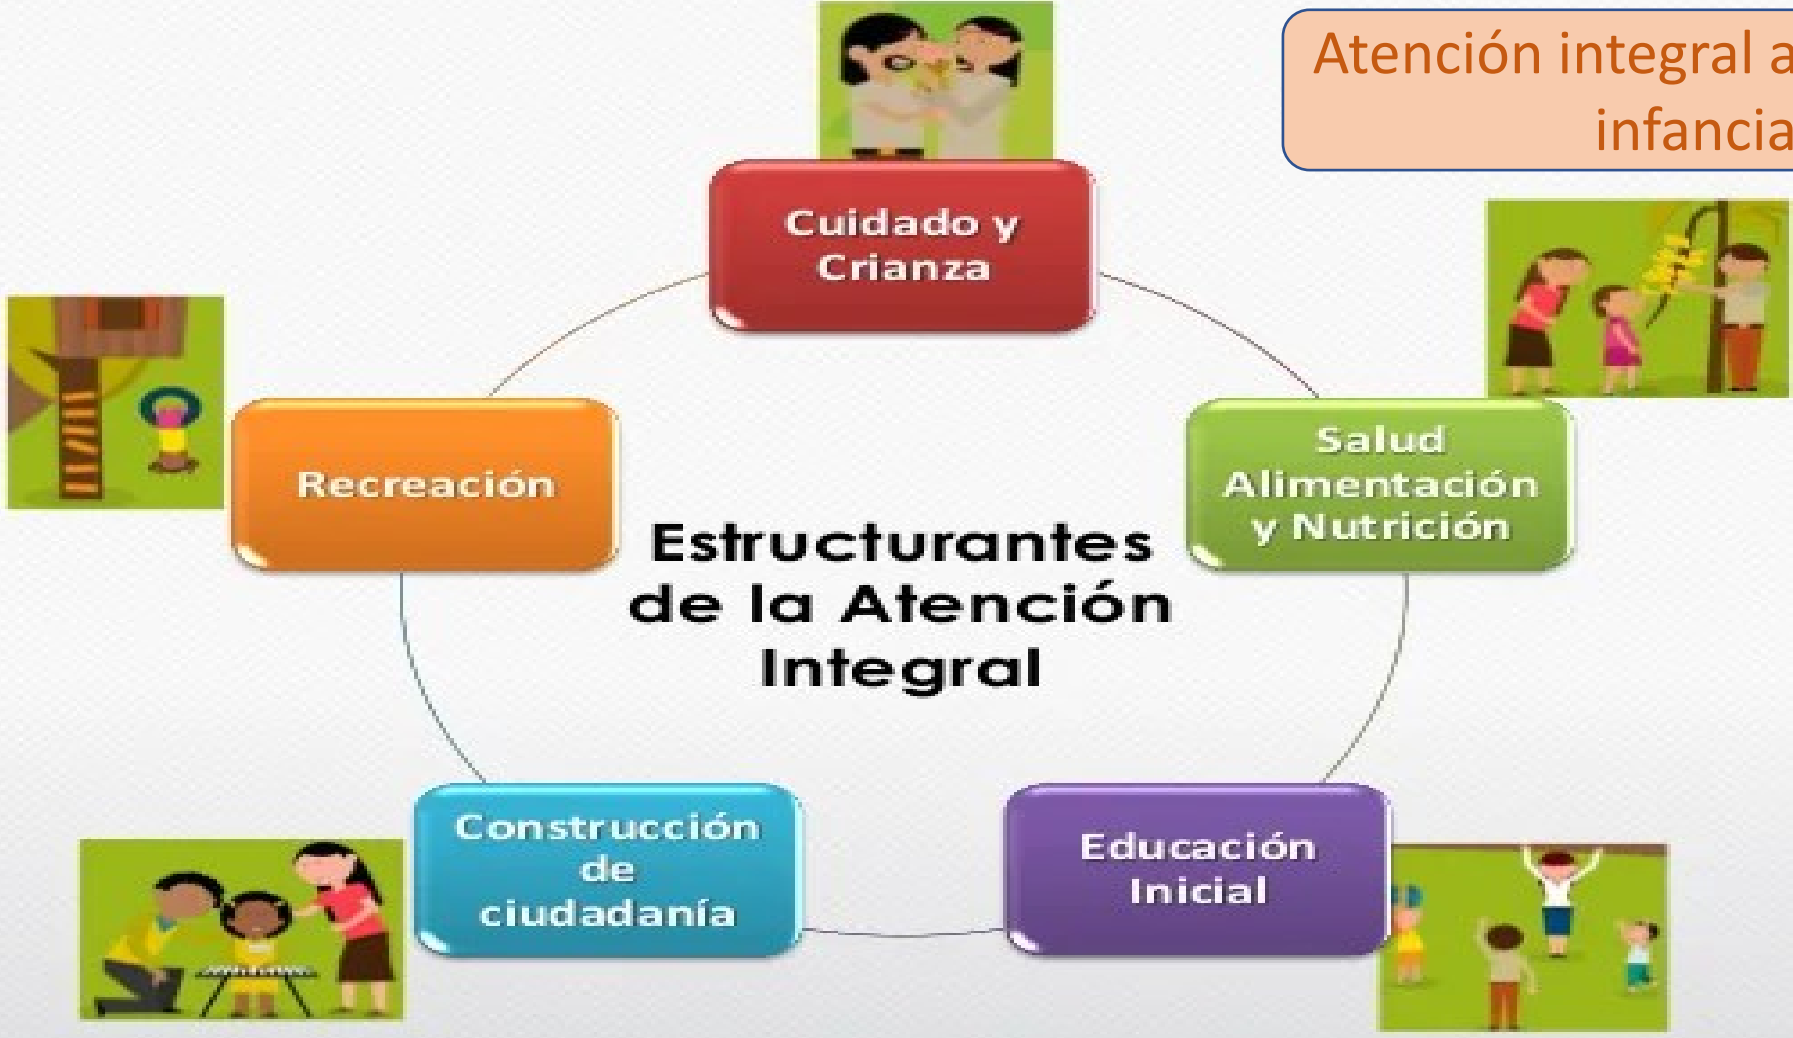 Atención integral a
infancia
Cuidado y
Crianza
Recreación
Salud
Alimentación
y Nutrición
Estructurantes
de la Atención
Integral
Construcción
de
ciudadanía
Educación
Inicial